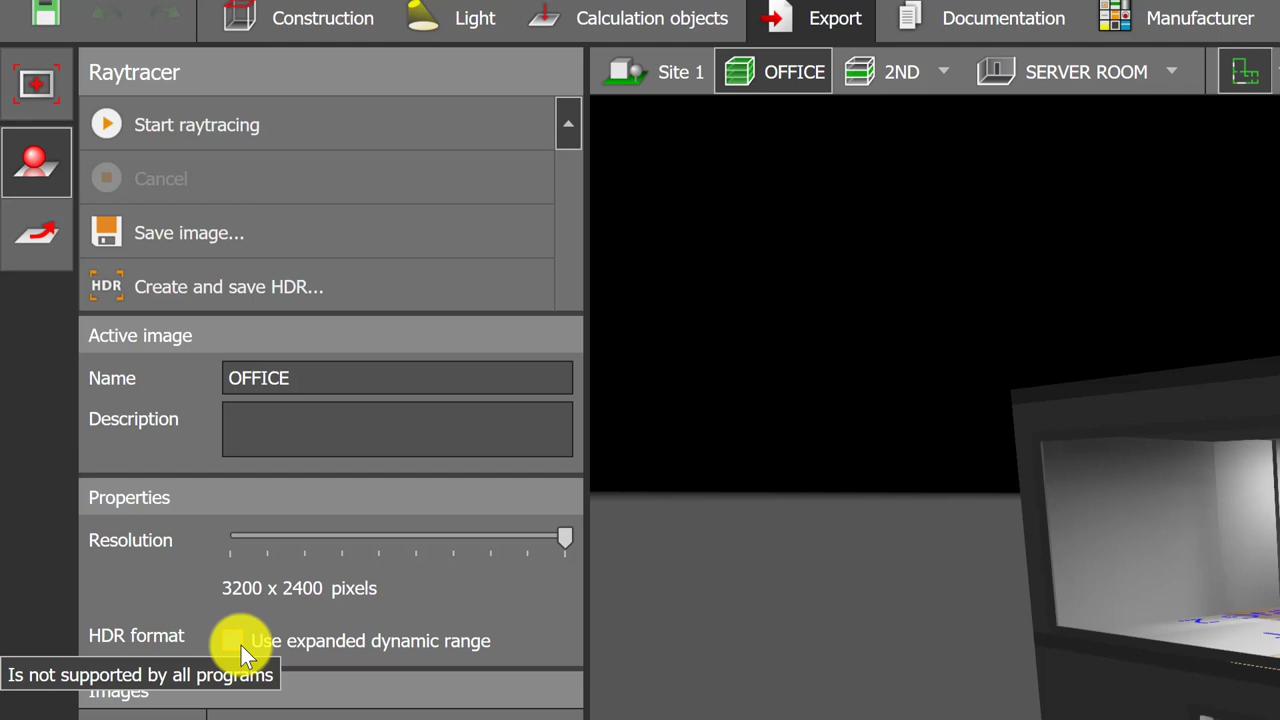 Construction
Light
Calculation objects
Export
Documentation
Manufacturer
Raytracer
Site 1
OFFICE
2ND
SERVER ROOM
Start raytracing
Cancel
Save image...
HDR
Create and save HDR...
Active image
Name
OFFICE
Description
Properties
Resolution
3200 x 2400 pixels
HDR format
Use expanded dynamic range
Is not supported by all programs
Images